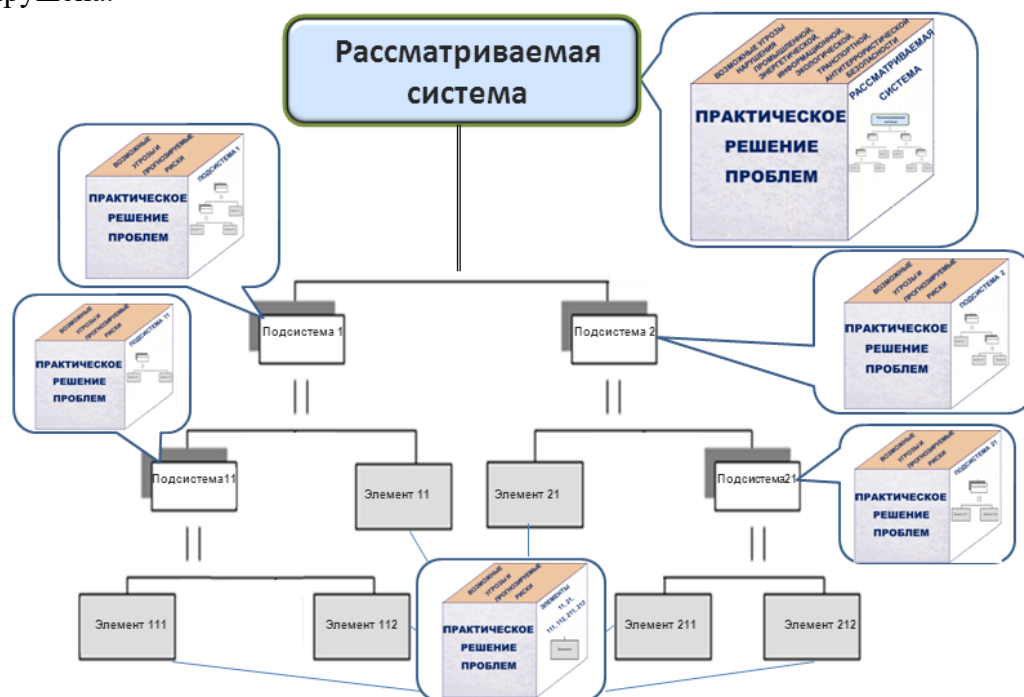 Рассматриваемая
система
ВОЗМОЖНЫЕ УГРОЗЫ
НАРУШЕНИЯ
ПРОМЫШЛЕННОЙ,
ЭНЕРГЕТИЧЕСКОЙ,
ИНФОРМАЦИОННОЙ,
ЭКОЛОГИЧЕСКОЙ,
ТРАНСПОРТНОЙ,
АНТИТЕРРОРИСТИЧЕСКОЙ
БЕЗОПАСНОСТИ
РАССМАТРИВАЕМАЯ
СИСТЕМА
Рассматриваемая
система
ПРАКТИЧЕСКОЕ
РЕШЕНИЕ
ПРОБЛЕМ
ВОЗМОЖНЫЕ
УГРОЗЫ И
ПРОГНОЗИРУЕМЫЕ
РИСКИ
ПОДСИСТЕМА 1
ПРАКТИЧЕСКОЕ
РЕШЕНИЕ
ПРОБЛЕМ
ВОЗМОЖНЫЕ
УГРОЗЫ И
ПРОГНОЗИРУЕМЫЕ
РИСКИ
ПОДСИСТЕМА 2
ПРАКТИЧЕСКОЕ
РЕШЕНИЕ
ПРОБЛЕМ
Подсистема 1
Подсистема 2
ВОЗМОЖНЫЕ
УГРОЗЫ И
ПРОГНОЗИРУЕМЫЕ
РИСКИ
ПОДСИСТЕМА 11
ПРАКТИЧЕСКОЕ
РЕШЕНИЕ
ПРОБЛЕМ
Подсистема11
Элемент 11
Элемент 21
Подсистема21
ВОЗМОЖНЫЕ
УГРОЗЫ И
ПРОГНОЗИРУЕМЫЕ
РИСКИ
ПОДСИСТЕМА 21
ПРАКТИЧЕСКОЕ
РЕШЕНИЕ
ПРОБЛЕМ
Элемент 111
Элемент 112
ВОЗМОЖНЫЕ
УГРОЗЫ И
ПРОГНОЗИРУЕМЫЕ
РИСКИ
ЭЛЕМЕНТЫ
11, 21,
111, 112, 211, 212
ПРАКТИЧЕСКОЕ
РЕШЕНИЕ
ПРОБЛЕМ
Элемент 211
Элемент 212